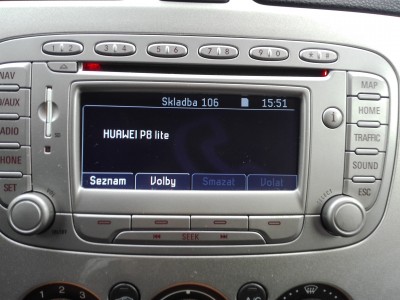 1 2
3 4
5 6
7 8
9 0
* #
NAV
MAP
Skladba 106 15:51
/AUX
HOME
HUAWEI P8 lite
RADIO
TRAFFIC
PHONE
SOUND
Seznam Volby Smazat Volat
SET
ESC
SEEK